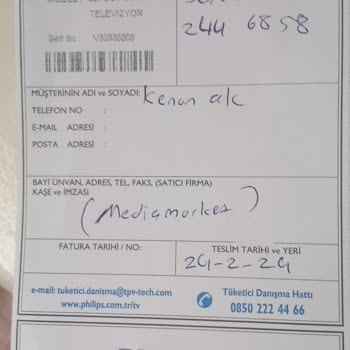 TELEVİZYON
Seri No :
244 6858
MÜŞTERİNİN ADI ve SOYADI: Kenan ak
TELEFON NO :
E-MAIL ADRESİ :
POSTA ADRESİ :
BAYİ ÜNVAN, ADRES, TEL, FAKS, (SATICI FİRMA)
KAŞE ve İMZASI
(Mediamarket)
FATURA TARİHİ / NO:
TESLİM TARİHİ ve YERİ
24-2-24
e-mail: tuketici.danisma@tpv-tech.com
www.philips.com/tr/tv
Tüketici Danışma Hattı
0850 222 44 66